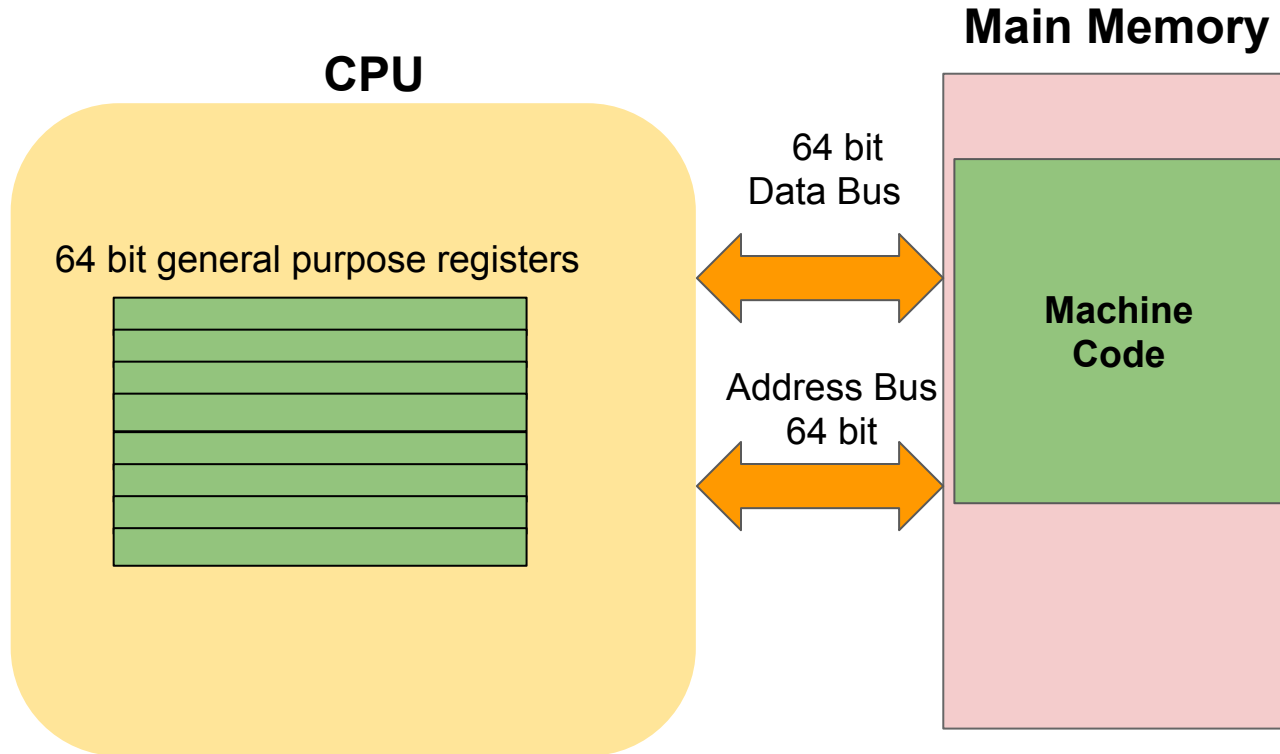 Main Memory
CPU
64 bit
Data Bus
64 bit general purpose registers
Machine
Code
Address Bus
64 bit